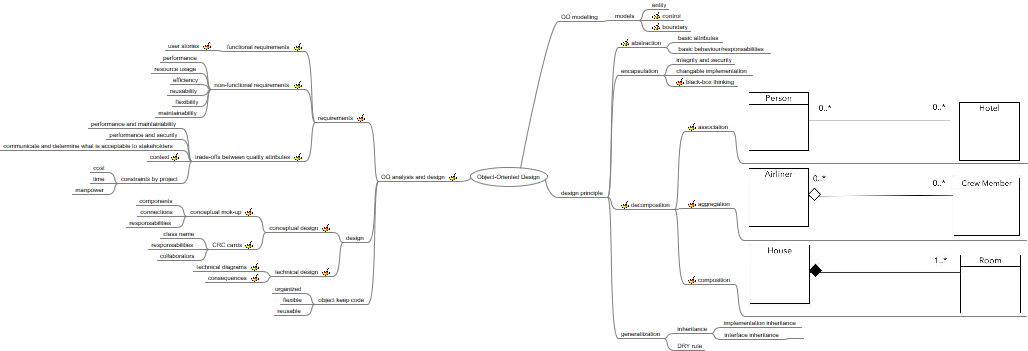 Object-Oriented Design
OO modelling
models
entity
control
boundary
design principle
abstraction
basic attributes
basic behaviour/responsabilities
encapsulation
integrity and security
changable implementation
black-box thinking
decomposition
association
Person
0..*
0..*
Hotel
aggregation
Airliner
0..*
0..*
Crew Member
composition
House
1..*
Room
generallization
inheritance
implementation inheritance
interface inheritance
DRY rule
OO analysis and design
requirements
functional requirements
user stories
non-functional requirements
performance
resource usage
efficiency
reusability
flexibility
maintainability
trade-offs between quality attributes
performance and maintainability
performance and security
communicate and determine what is acceptable to stakeholders
context
constraints by project
cost
time
manpower
design
conceptual design
conceptual mok-up
components
connections
responsabilities
CRC cards
class name
responsabilities
collaborators
technical design
technical diagrams
consequences
object keep code
organized
flexible
reusable